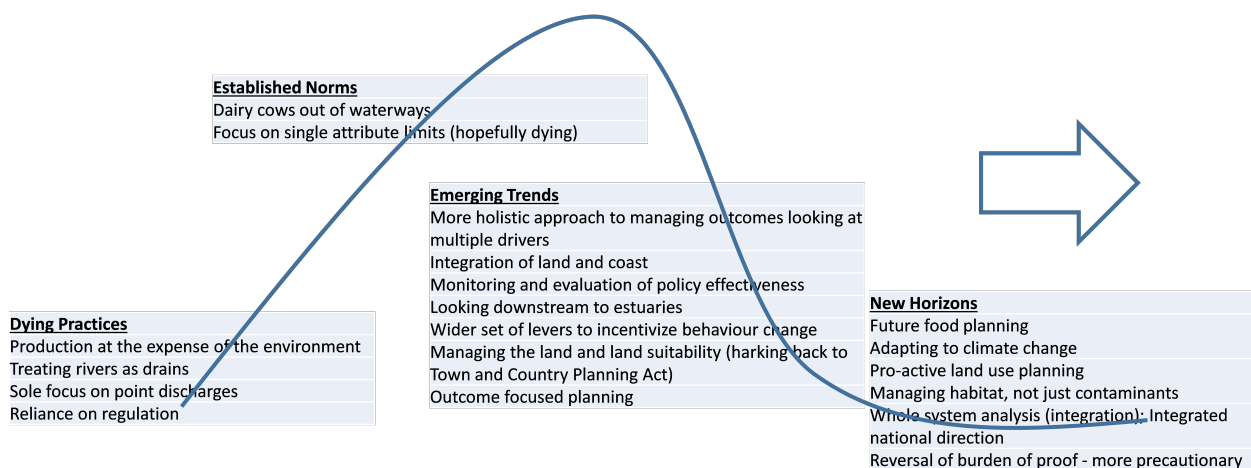 Established Norms
Dairy cows out of waterways
Focus on single attribute limits (hopefully dying)
Emerging Trends
More holistic approach to managing outcomes looking at
multiple drivers
Integration of land and coast
Monitoring and evaluation of policy effectiveness
Looking downstream to estuaries
Wider set of levers to incentivize behaviour change
Managing the land and land suitability (harking back to
Town and Country Planning Act)
Outcome focused planning
Dying Practices
Production at the expense of the environment
Treating rivers as drains
Sole focus on point discharges
Reliance on regulation
New Horizons
Future food planning
Adapting to climate change
Pro-active land use planning
Managing habitat, not just contaminants
Whole system analysis (integration); Integrated
national direction
Reversal of burden of proof - more precautionary